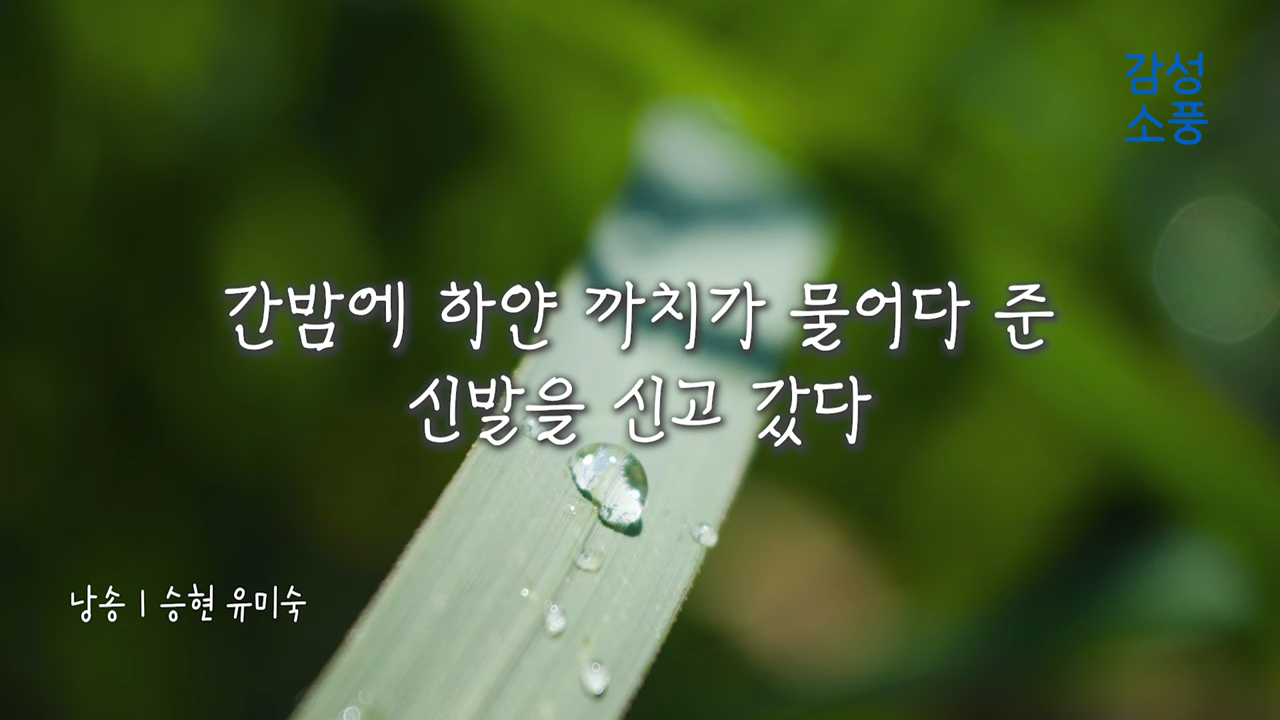 감성
소풍
간밤에 하얀 까치가 물어다 준
신발을 신고 갔다
낭송 l 승현 유미숙